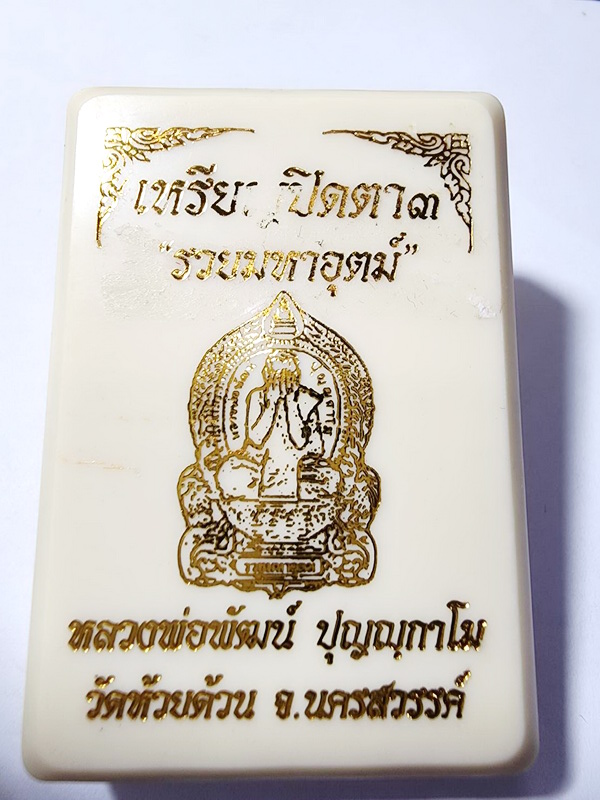 เหรียญปิดตา๓
"รวยมหาอุตม์"
หลวงพ่อพัฒน์ ปุญญกาโม
วัดห้วยด้วน จ.นครสวรรค์